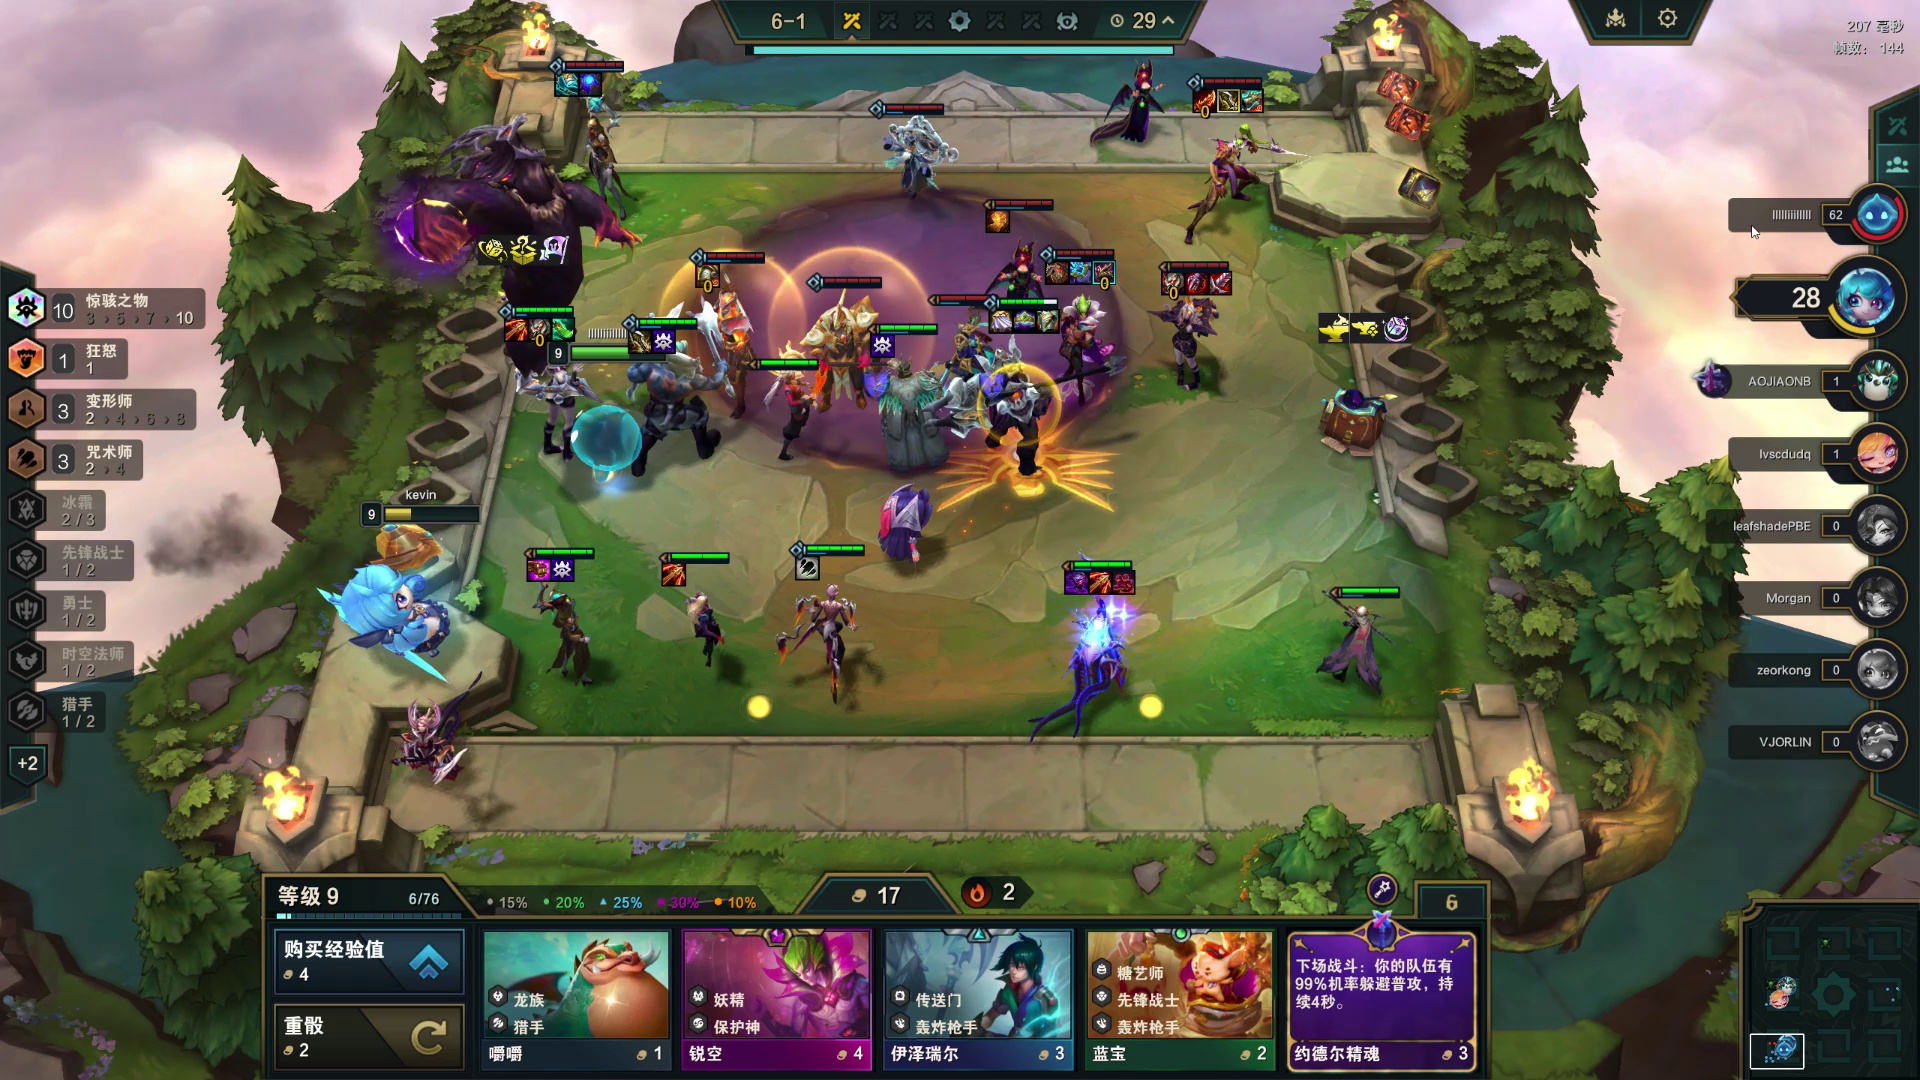 6-1
29
207 毫秒
帧数： 144
10
惊骇之物
3 › 5 › 7 › 10
1
狂怒
1
3
变形师
2 › 4 › 6 › 8
3
咒术师
2 › 4
冰霜
2 / 3
先锋战士
1 / 2
勇士
1 / 2
时空法师
1 / 2
猎手
1 / 2
+2
0
0
0
0
0
9
9
kevin
62
28
AOJIAONB
1
lvscdudq
1
leafshadePBE
0
Morgan
0
zeorkong
0
VJORLIN
0
等级 9
6/76
15%
20%
25%
30%
10%
17
2
6
购买经验值
4
重骰
2
龙族
猎手
嚼嚼
1
妖精
保护神
锐空
4
传送门
轰炸枪手
伊泽瑞尔
3
糖艺师
先锋战士
轰炸枪手
蓝宝
2
下场战斗：你的队伍有
99%机率躲避普攻，持
续4秒。
约德尔精魂
3